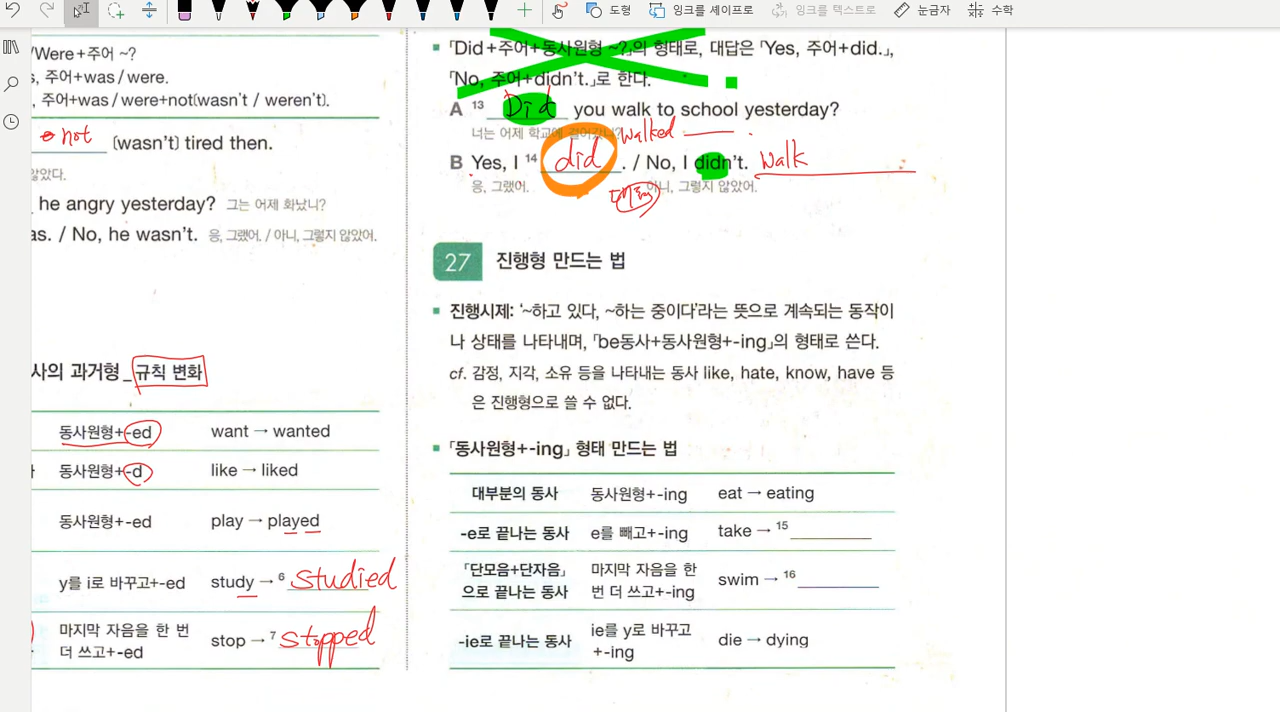 도형
잉크를 셰이프로
잉크를 텍스트로
눈금자
수학
/Were+주어 ~?
s, 주어+was/were.
, 주어+was/were+not(wasn't / weren't).
not (wasn't) tired then.
않았다.
he angry yesterday? 그는 어제 화났니?
as. / No, he wasn't. 응, 그랬어. / 아니, 그렇지 않았어.
사의 과거형_규칙 변화
동사원형+-ed want → wanted
동사원형+-d like → liked
동사원형+-ed play → played
y를 i로 바꾸고+-ed study → 6 studied
마지막 자음을 한 번
더 쓰고+-ed
stop → 7 stopped
「Did+주어+동사원형 ~?」의 형태로, 대답은 「Yes, 주어+did.」,
「No, 주어+didn't.」로 한다.
A 13 Did you walk to school yesterday?
너는 어제 학교에 걸어갔니?
walked
B Yes, I 14 did. / No, I didn't. walk
응, 그랬어. 아니, 그렇지 않았어.
27 진행형 만드는 법
진행시제: '~하고 있다, ~하는 중이다'라는 뜻으로 계속되는 동작이
나 상태를 나타내며, 「be동사+동사원형+-ing」의 형태로 쓴다.
cf. 감정, 지각, 소유 등을 나타내는 동사 like, hate, know, have 등
은 진행형으로 쓸 수 없다.
「동사원형+-ing」 형태 만드는 법
대부분의 동사 동사원형+-ing eat → eating
-e로 끝나는 동사 e를 빼고+-ing take → 15
「단모음+단자음」
으로 끝나는 동사
마지막 자음을 한
번 더 쓰고+-ing
swim → 16
-ie로 끝나는 동사
ie를 y로 바꾸고
+-ing
die → dying